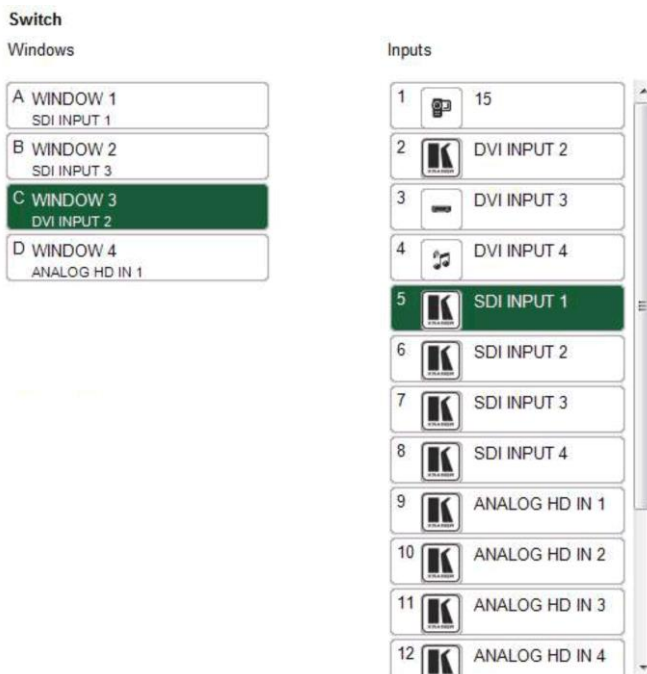 Switch
Windows
A WINDOW 1
SDI INPUT 1
B WINDOW 2
SDI INPUT 3
C WINDOW 3
DVI INPUT 2
D WINDOW 4
ANALOG HD IN 1
Inputs
1 15
2 DVI INPUT 2
3 DVI INPUT 3
4 DVI INPUT 4
5 SDI INPUT 1
6 SDI INPUT 2
7 SDI INPUT 3
8 SDI INPUT 4
9 ANALOG HD IN 1
10 ANALOG HD IN 2
11 ANALOG HD IN 3
12 ANALOG HD IN 4